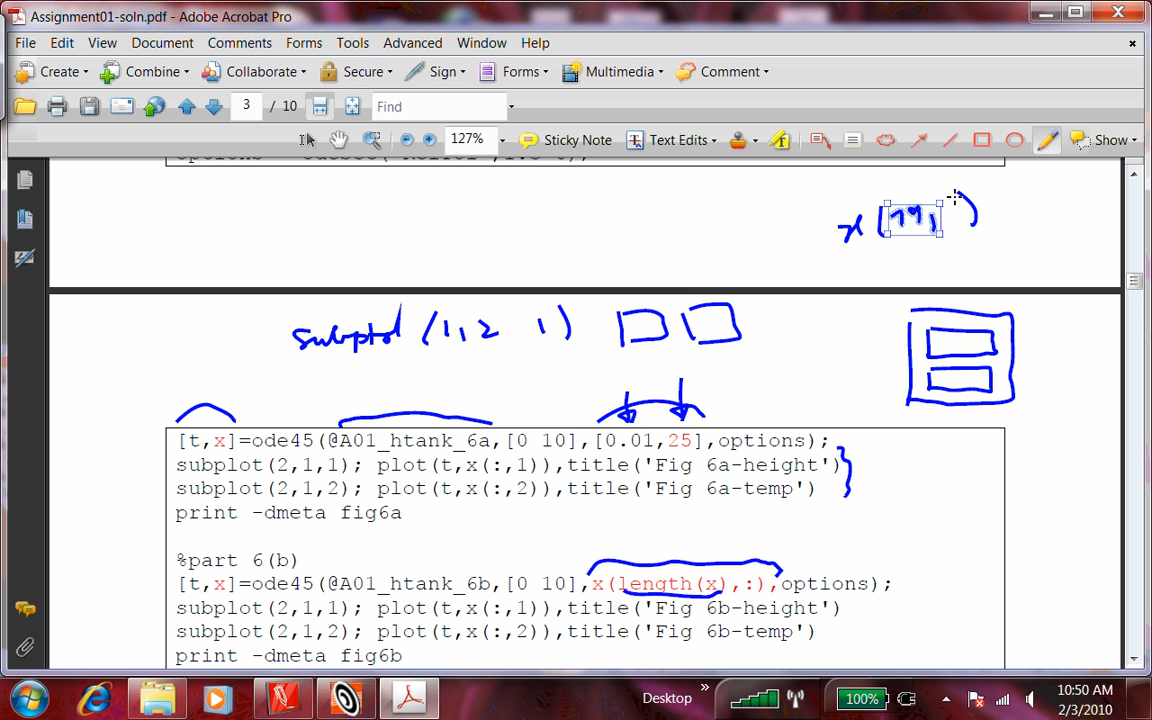 Assignment01-soln.pdf - Adobe Acrobat Pro
File Edit View Document Comments Forms Tools Advanced Window Help
Create Combine Collaborate Secure Sign Forms Multimedia Comment
3 / 10 Find
127% Sticky Note Text Edits Show
x( , )
subplot (1,2 1)
[t,x]=ode45(@A01_htank_6a,[0 10],[0.01,25],options);
subplot(2,1,1); plot(t,x(:,1)),title('Fig 6a-height')
subplot(2,1,2); plot(t,x(:,2)),title('Fig 6a-temp')
print -dmeta fig6a
%part 6(b)
[t,x]=ode45(@A01_htank_6b,[0 10],x(length(x),:),options);
subplot(2,1,1); plot(t,x(:,1)),title('Fig 6b-height')
subplot(2,1,2); plot(t,x(:,2)),title('Fig 6b-temp')
print -dmeta fig6b
Desktop » 100% 10:50 AM
2/3/2010